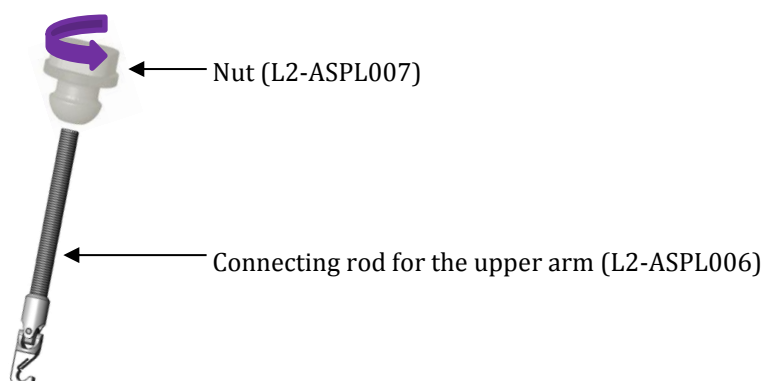 Nut (L2-ASPL007)
Connecting rod for the upper arm (L2-ASPL006)